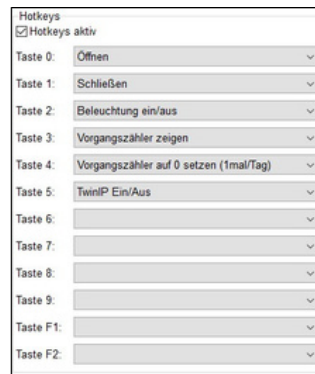 Hotkeys
Hotkeys aktiv
Taste 0: Öffnen
Taste 1: Schließen
Taste 2: Beleuchtung ein/aus
Taste 3: Vorgangszähler zeigen
Taste 4: Vorgangszähler auf 0 setzen (1mal/Tag)
Taste 5: TwinIP Ein/Aus
Taste 6:
Taste 7:
Taste 8:
Taste 9:
Taste F1:
Taste F2: